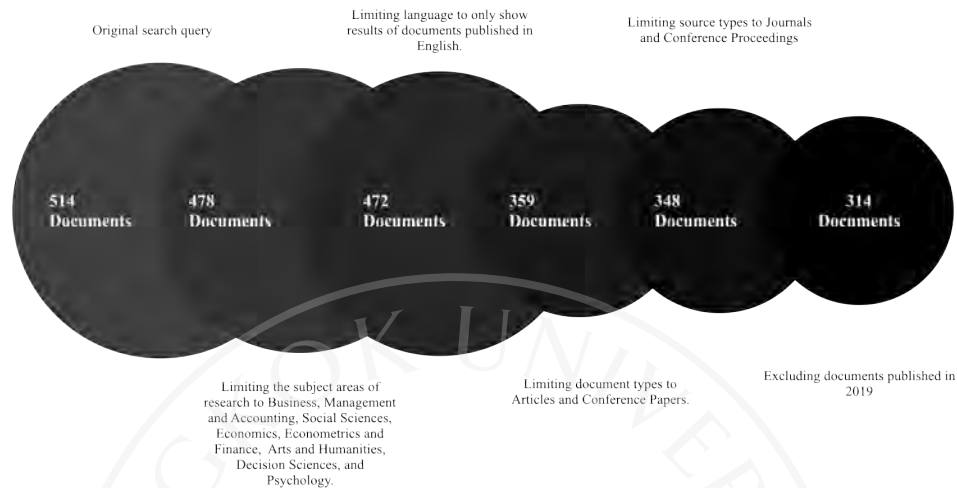 Original search query
Limiting language to only show
results of documents published in
English.
Limiting source types to Journals
and Conference Proceedings
514
Documents
478
Documents
472
Documents
359
Documents
348
Documents
314
Documents
Limiting the subject areas of
research to Business, Management
and Accounting, Social Sciences,
Economics, Econometrics and
Finance, Arts and Humanities,
Decision Sciences, and
Psychology.
Limiting document types to
Articles and Conference Papers.
Excluding documents published in
2019